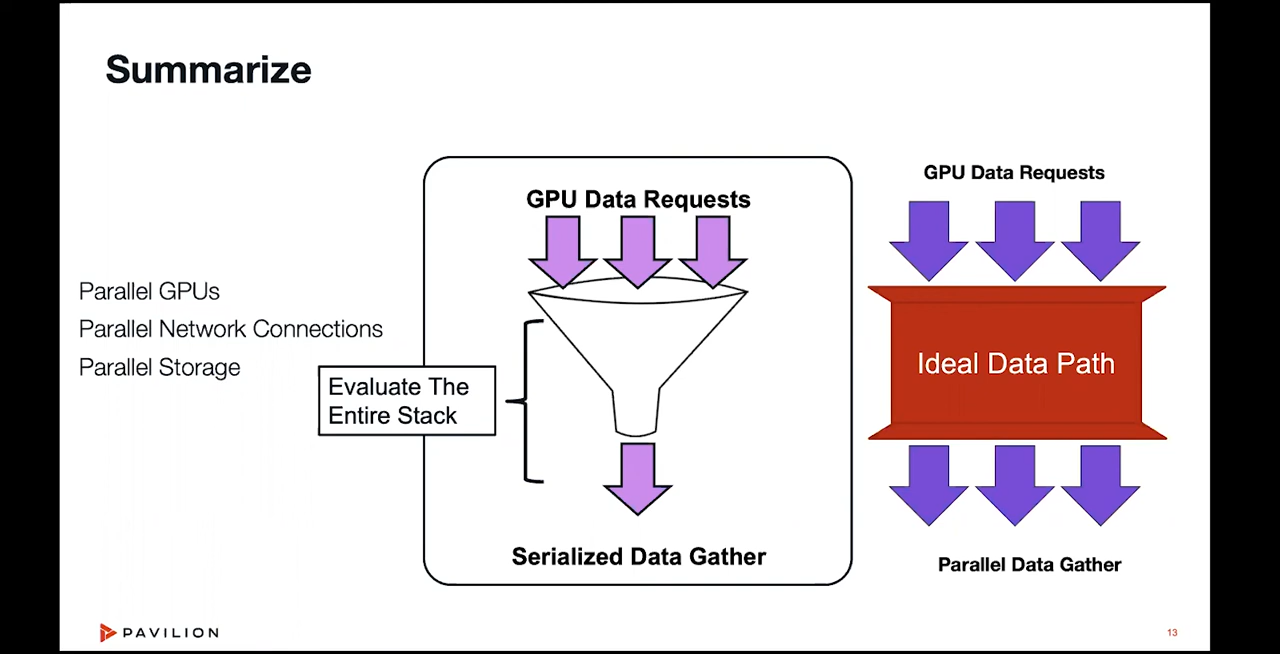 Summarize
Parallel GPUs
Parallel Network Connections
Parallel Storage
GPU Data Requests
Evaluate The
Entire Stack
Serialized Data Gather
GPU Data Requests
Ideal Data Path
Parallel Data Gather
PAVILION
13